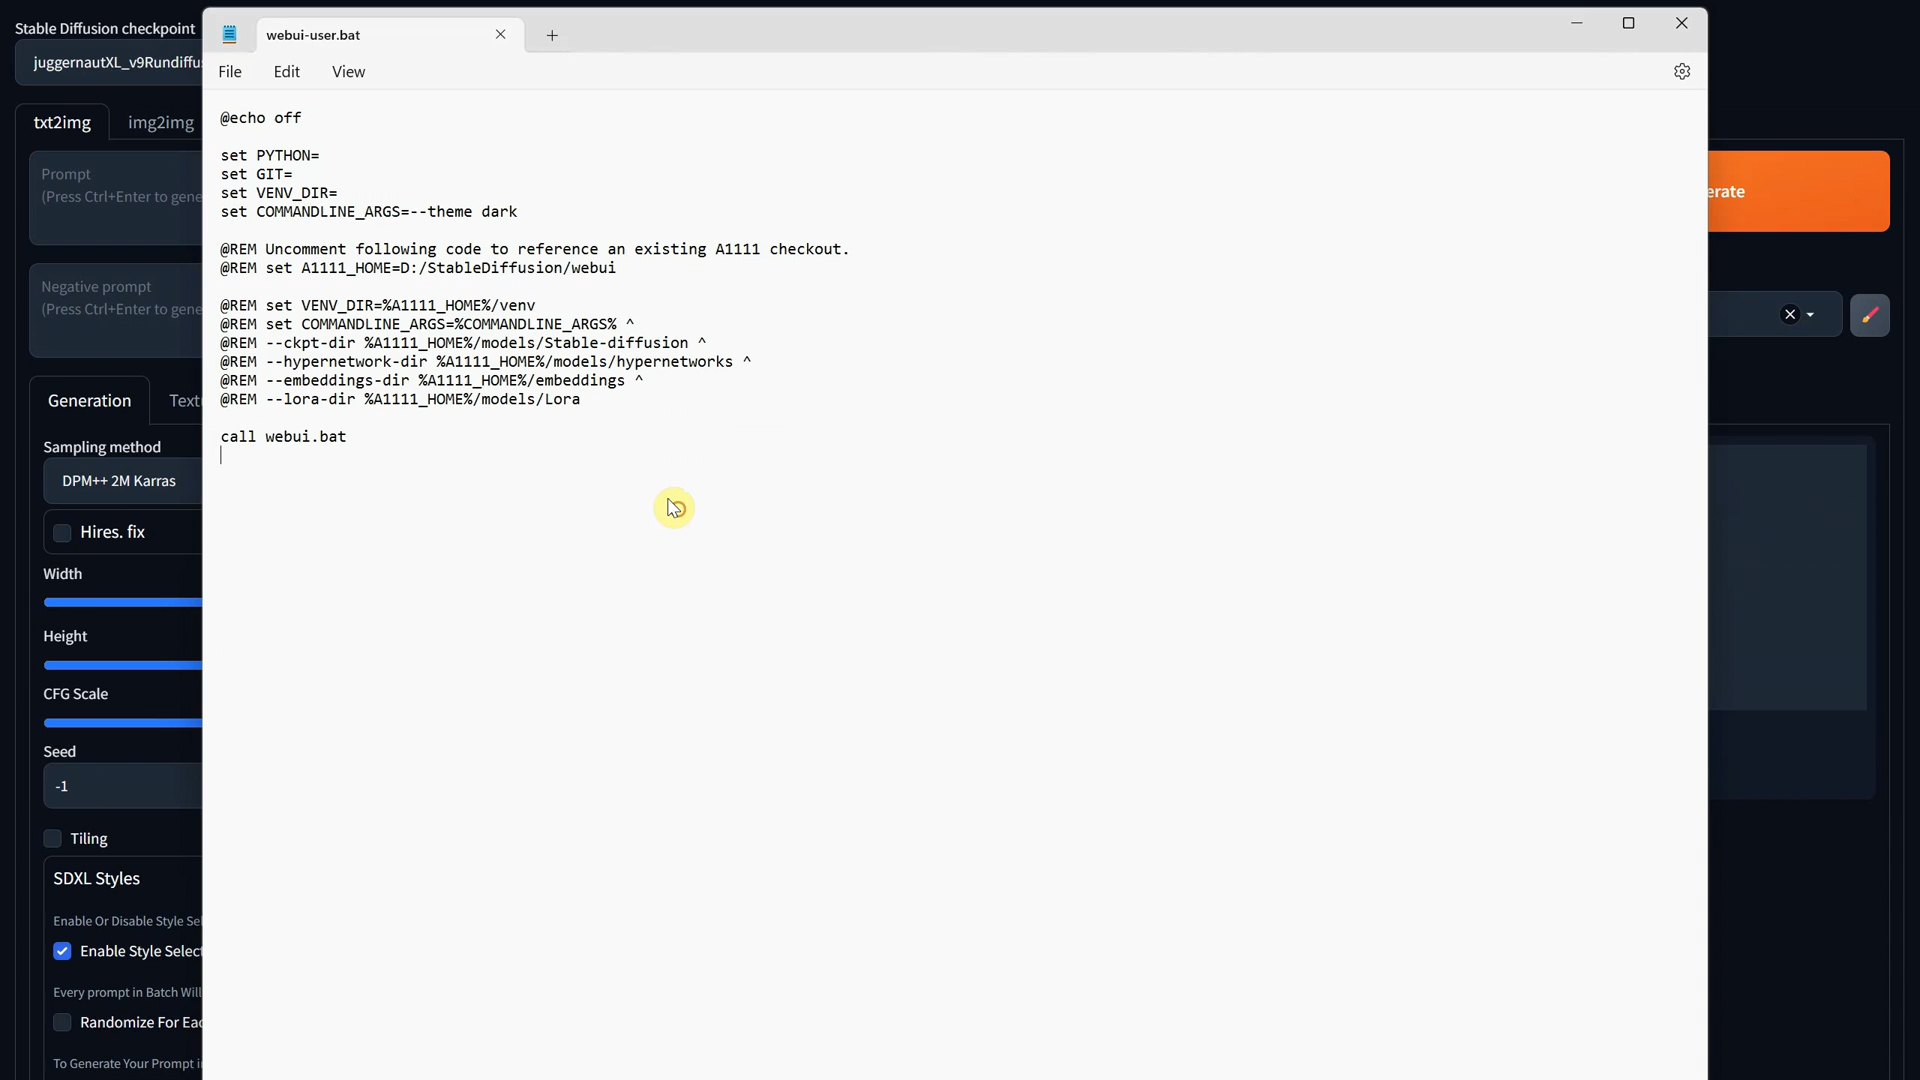 Stable Diffusion checkpoint
webui-user.bat
juggernautXL_v9Rundiffus
File Edit View
txt2img img2img
@echo off
set PYTHON=
set GIT=
set VENV_DIR=
set COMMANDLINE_ARGS=--theme dark
@REM Uncomment following code to reference an existing A1111 checkout.
@REM set A1111_HOME=D:/StableDiffusion/webui
@REM set VENV_DIR=%A1111_HOME%/venv
@REM set COMMANDLINE_ARGS=%COMMANDLINE_ARGS% ^
@REM --ckpt-dir %A1111_HOME%/models/Stable-diffusion ^
@REM --hypernetwork-dir %A1111_HOME%/models/hypernetworks ^
@REM --embeddings-dir %A1111_HOME%/embeddings ^
@REM --lora-dir %A1111_HOME%/models/Lora
call webui.bat
Prompt
(Press Ctrl+Enter to gene
erate
Negative prompt
(Press Ctrl+Enter to gene
Generation Text
Sampling method
DPM++ 2M Karras
Hires. fix
Width
Height
CFG Scale
Seed
-1
Tiling
SDXL Styles
Enable Or Disable Style Sel
Enable Style Select
Every prompt in Batch Will
Randomize For Eac
To Generate Your Prompt i